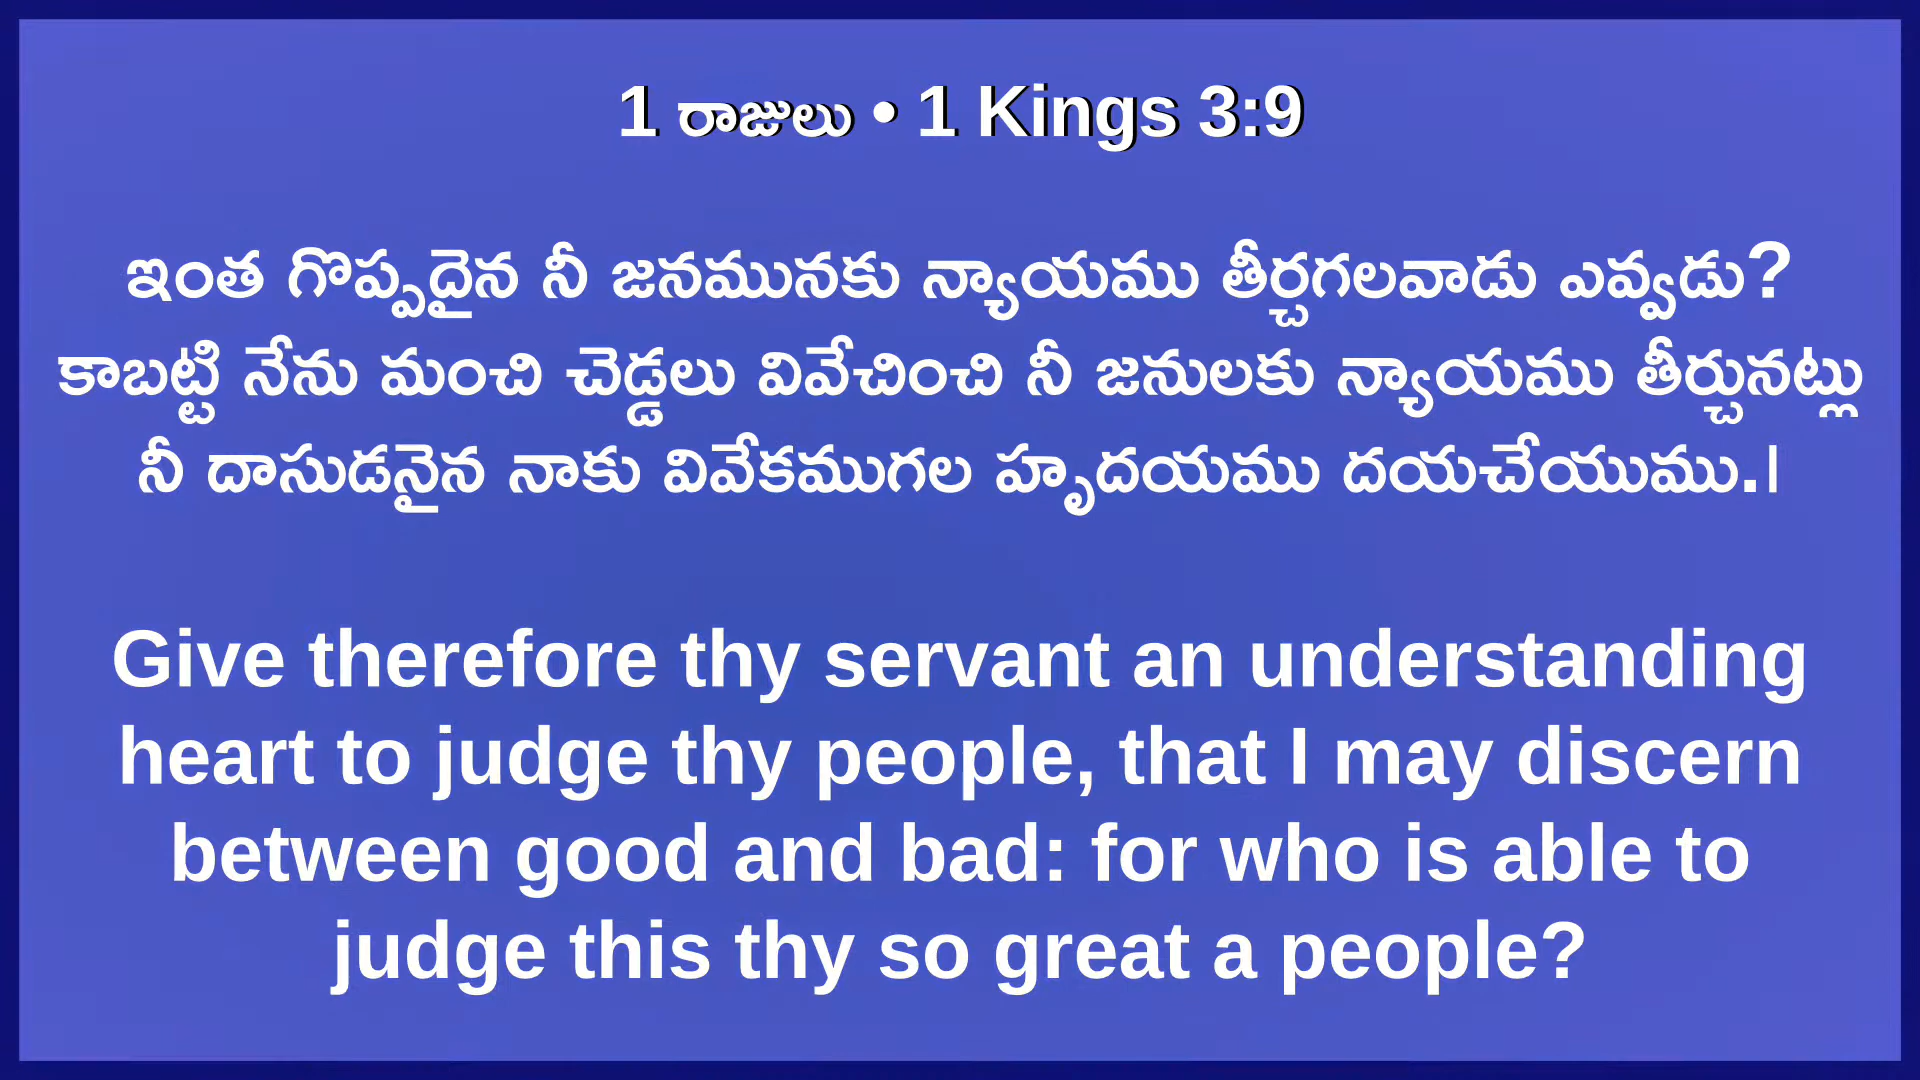 1 రాజులు • 1 Kings 3:9
ఇంత గొప్పదైన నీ జనమునకు న్యాయము తీర్చగలవాడు ఎవ్వడు?
కాబట్టి నేను మంచి చెడ్డలు వివేచించి నీ జనులకు న్యాయము తీర్చునట్లు
నీ దాసుడనైన నాకు వివేకముగల హృదయము దయచేయుము.।
Give therefore thy servant an understanding
heart to judge thy people, that I may discern
between good and bad: for who is able to
judge this thy so great a people?